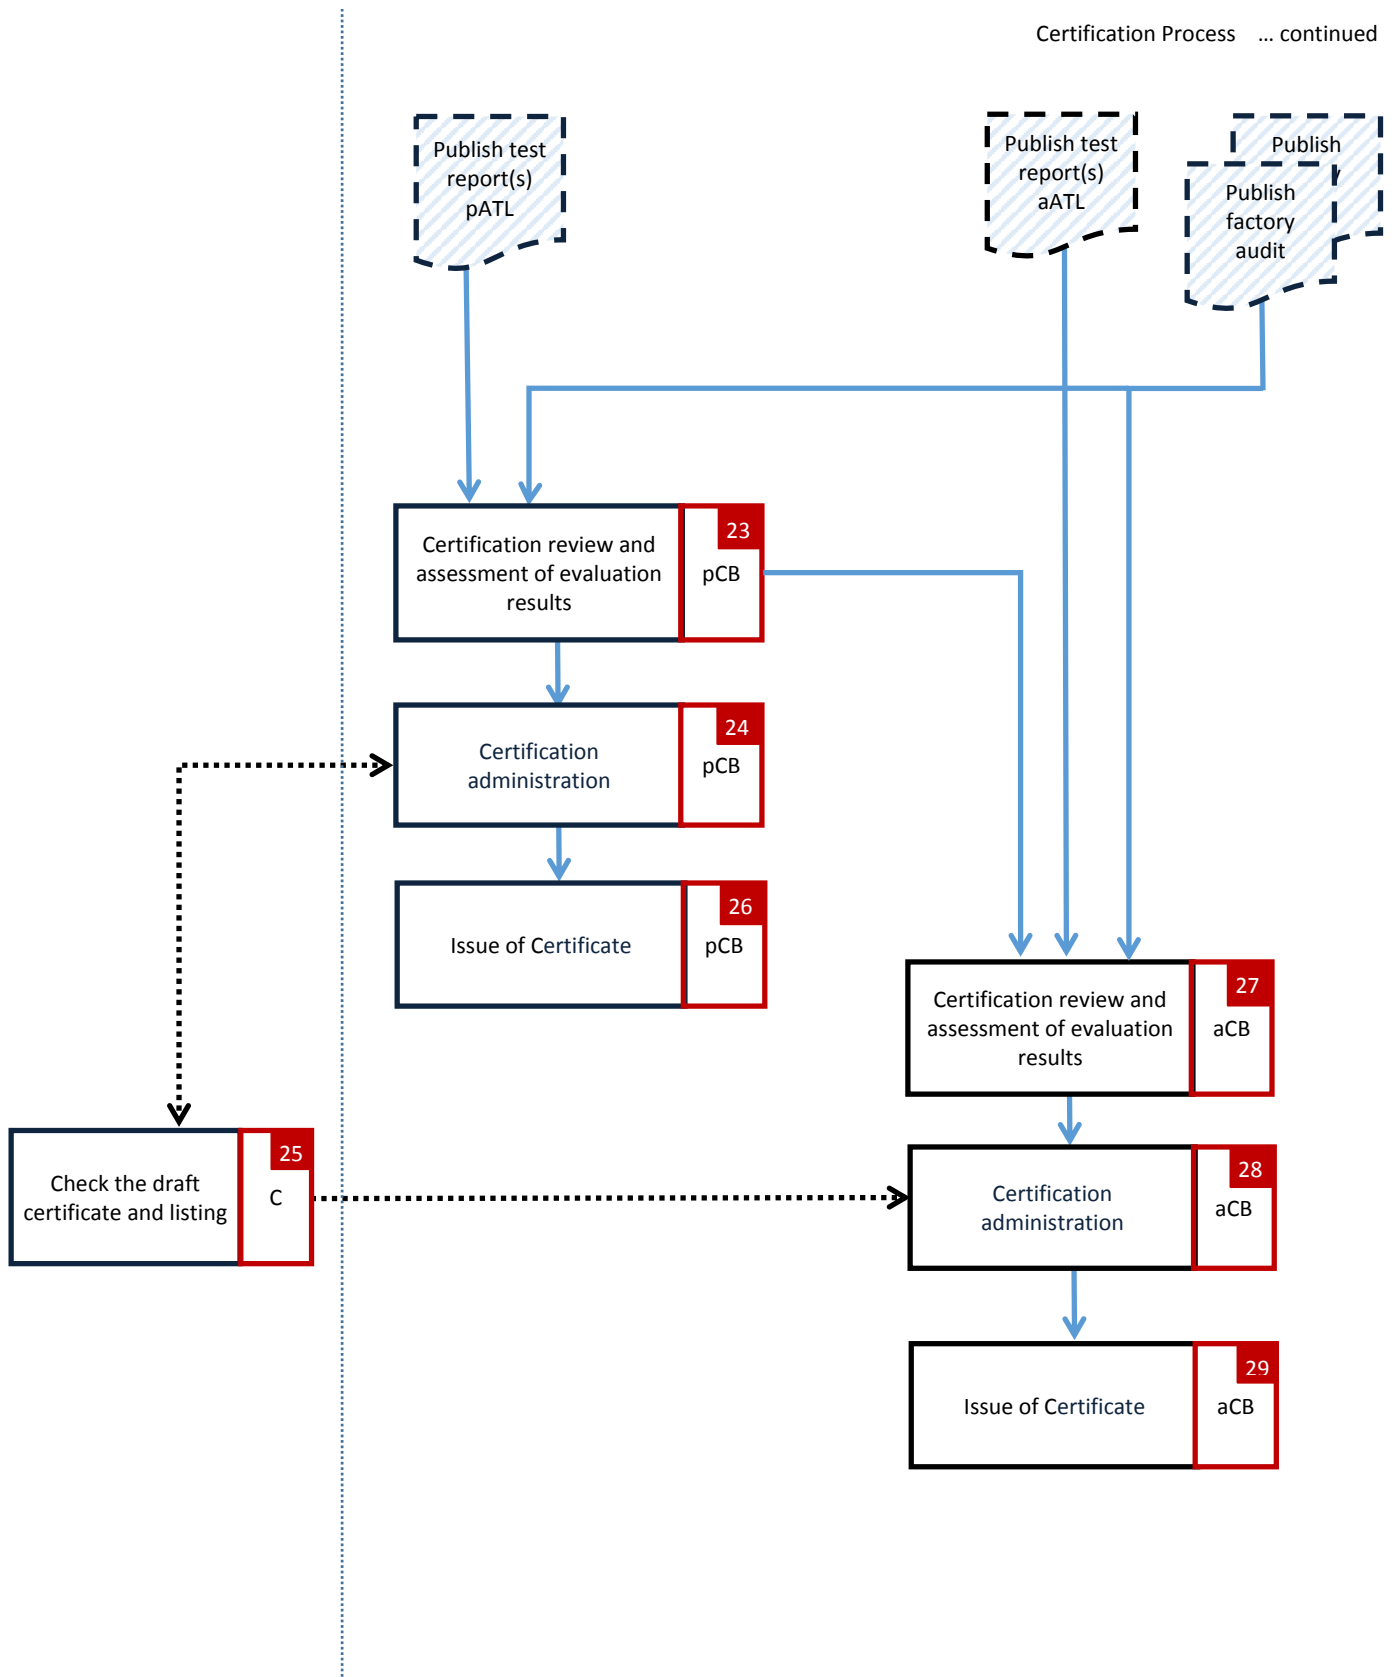 Certification Process ... continued
Publish test
report(s)
pATL
Publish test
report(s)
aATL
Publish
Publish
factory
audit
23
Certification review and
assessment of evaluation
results
pCB
24
Certification
administration
pCB
26
Issue of Certificate
pCB
27
Certification review and
assessment of evaluation
results
aCB
25
Check the draft
certificate and listing
C
28
Certification
administration
aCB
29
Issue of Certificate
aCB